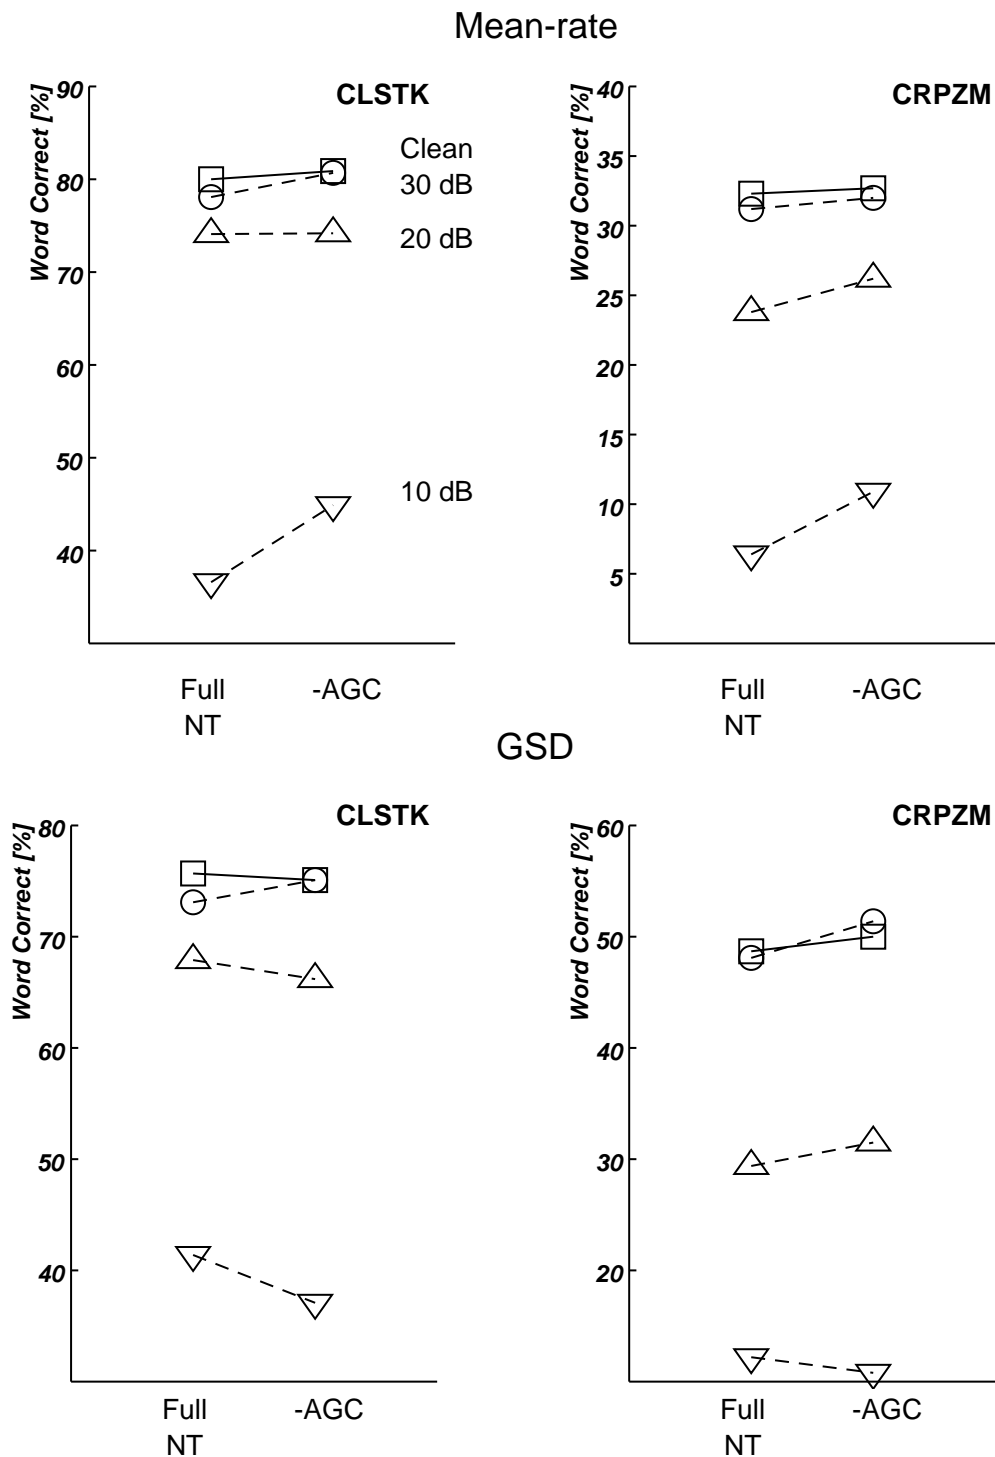 Mean-rate
Word Correct [%]
90
80
70
60
50
40
CLSTK
Clean
30 dB
20 dB
10 dB
Full
NT
-AGC
Word Correct [%]
40
35
30
25
20
15
10
5
CRPZM
Full
NT
-AGC
GSD
Word Correct [%]
80
70
60
50
40
CLSTK
Full
NT
-AGC
Word Correct [%]
60
50
40
30
20
CRPZM
Full
NT
-AGC